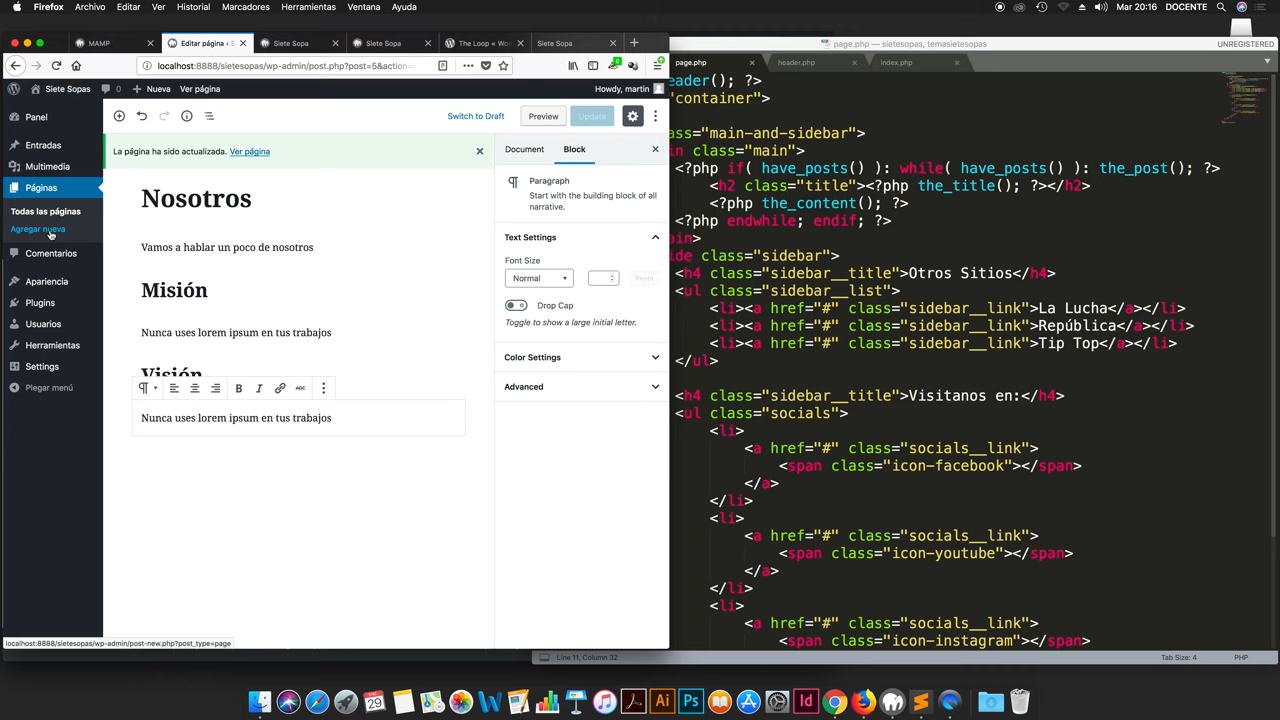 Firefox Archivo Editar Ver Historial Marcadores Herramientas Ventana Ayuda
Mar 20:16 DOCENTE
MAMP
Editar página ‹ S
Siete Sopa
Siete Sopa
The Loop « Wor
Siete Sopa
localhost:8888/sietesopas/wp-admin/post.php?post=5&action=
Siete Sopas 0 Nueva Ver página
Howdy, martin
Panel
Entradas
Multimedia
Páginas
Todas las páginas
Agregar nueva
Comentarios
Apariencia
Plugins
Usuarios
Herramientas
Settings
Plegar menú
Switch to Draft
Preview
Update
La página ha sido actualizada. Ver página
Nosotros
Vamos a hablar un poco de nosotros
Misión
Nunca uses lorem ipsum en tus trabajos
Visión
B I ABC
Nunca uses lorem ipsum en tus trabajos
Document Block
Paragraph
Start with the building block of all
narrative.
Text Settings
Font Size
Normal
Reset
Drop Cap
Toggle to show a large initial letter.
Color Settings
Advanced
localhost:8888/sietesopas/wp-admin/post-new.php?post_type=page
page.php — sietesopas, temasietesopas
UNREGISTERED
page.php header.php index.php
eader(); ?>
"container">
ass="main-and-sidebar">
in class="main">
<?php if( have_posts() ): while( have_posts() ): the_post(); ?>
<h2 class="title"><?php the_title(); ?></h2>
<?php the_content(); ?>
<?php endwhile; endif; ?>
ain>
ide class="sidebar">
<h4 class="sidebar__title">Otros Sitios</h4>
<ul class="sidebar__list">
<li><a href="#" class="sidebar__link">La Lucha</a></li>
<li><a href="#" class="sidebar__link">República</a></li>
<li><a href="#" class="sidebar__link">Tip Top</a></li>
</ul>
<h4 class="sidebar__title">Visitanos en:</h4>
<ul class="socials">
<li>
<a href="#" class="socials__link">
<span class="icon-facebook"></span>
</a>
</li>
<li>
<a href="#" class="socials__link">
<span class="icon-youtube"></span>
</a>
</li>
<li>
<a href="#" class="socials__link">
<span class="icon-instagram"></span>
Line 11, Column 32
Tab Size: 4
PHP